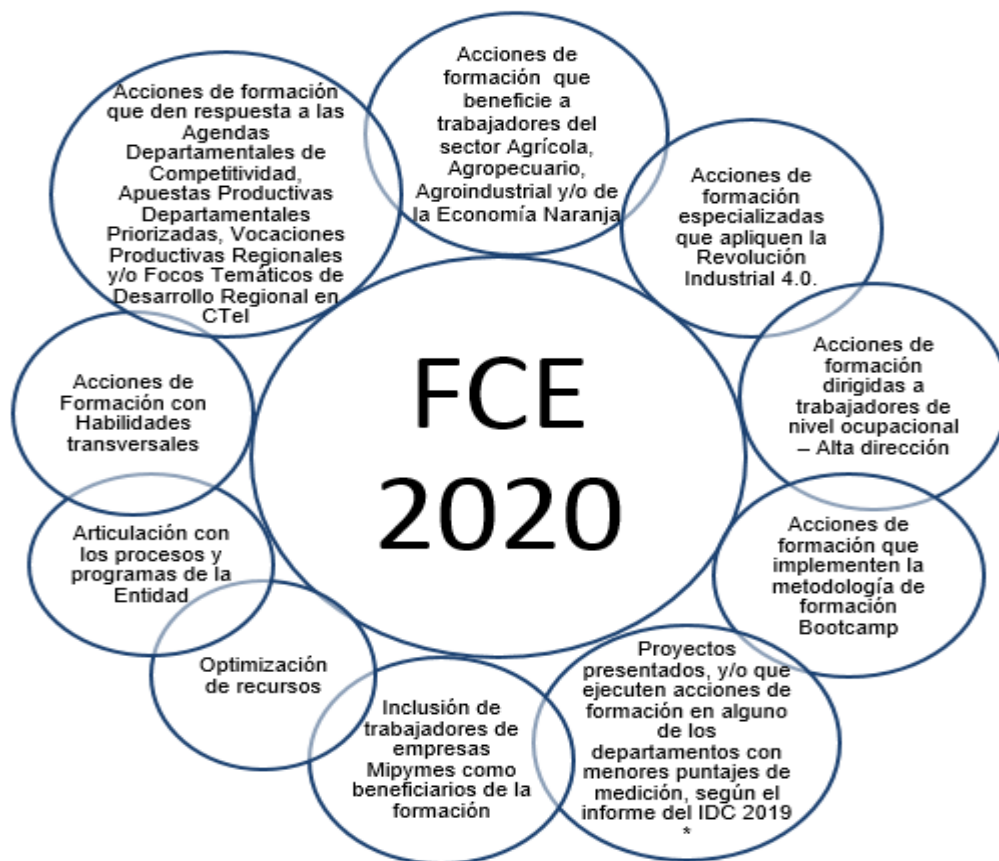 Acciones de
formación que
beneficie a
trabajadores del
sector Agrícola,
Agropecuario,
Agroindustrial y/o de
la Economía Naranja
Acciones de
formación
especializadas
que apliquen la
Revolución
Industrial 4.0.
Acciones de
formación
dirigidas a
trabajadores de
nivel ocupacional
– Alta dirección
Acciones de
formación que
implementen la
metodología de
formación
Bootcamp
Proyectos
presentados, y/o que
ejecuten acciones de
formación en alguno
de los
departamentos con
menores puntajes de
medición, según el
informe del IDC 2019
*
Inclusión de
trabajadores de
empresas
Mipymes como
beneficiarios de la
formación
Optimización
de recursos
Articulación con
los procesos y
programas de la
Entidad
Acciones de
Formación con
Habilidades
transversales
Acciones de formación
que den respuesta a las
Agendas
Departamentales de
Competitividad,
Apuestas Productivas
Departamentales
Priorizadas, Vocaciones
Productivas Regionales
y/o Focos Temáticos de
Desarrollo Regional en
CTeI
FCE
2020